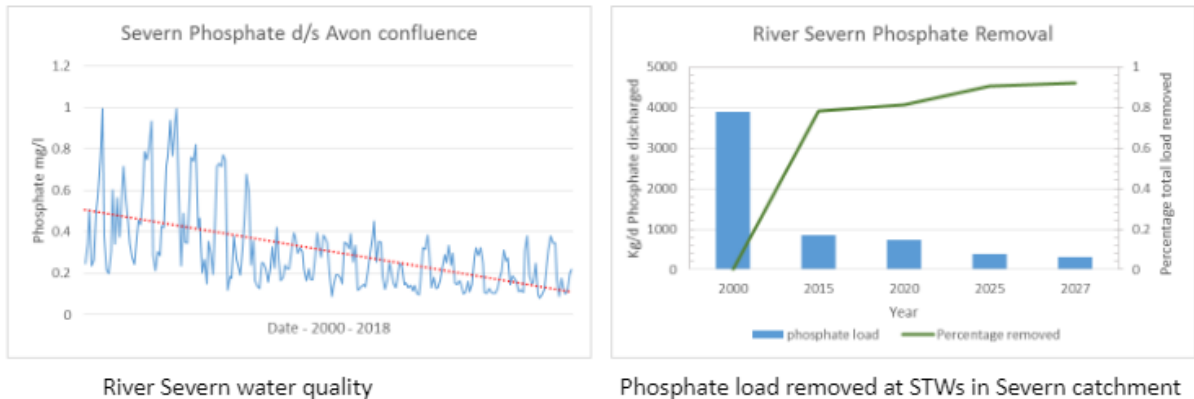 Severn Phosphate d/s Avon confluence
Phosphate mg/l
1.2
1
0.8
0.6
0.4
0.2
0
Date - 2000 - 2018
River Severn water quality
River Severn Phosphate Removal
Kg/d Phosphate discharged
5000
4000
3000
2000
1000
0
1
0.8
0.6
0.4
0.2
0
Percentage total load removed
2000 2015 2020 2025 2027
Year
phosphate load Percentage removed
Phosphate load removed at STWs in Severn catchment